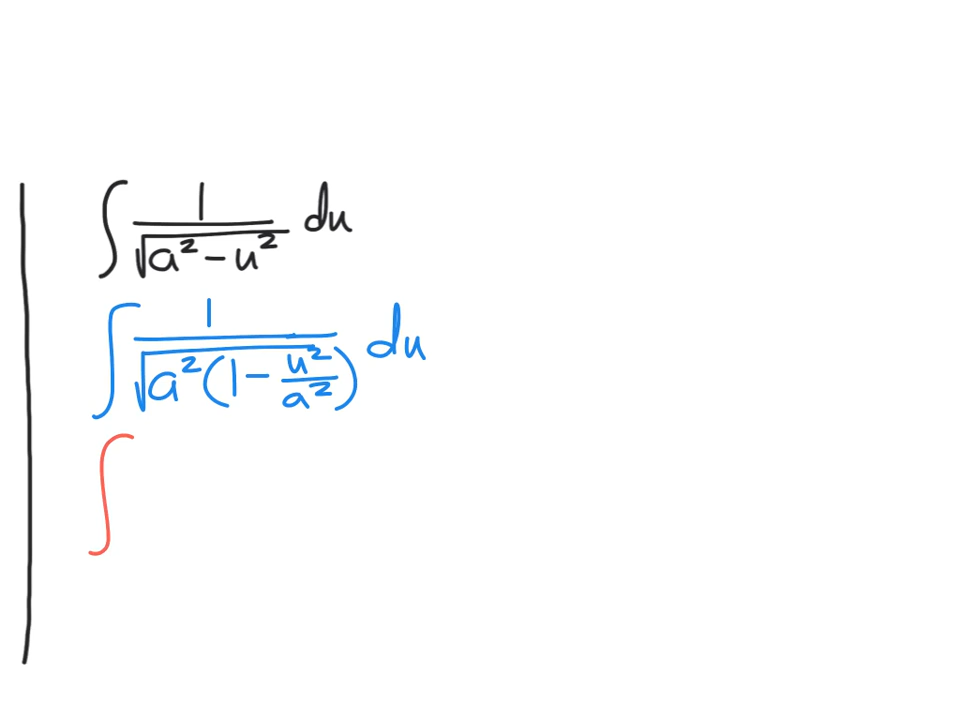 ∫ 1/√(a² - u²) du
∫ 1/√(a²(1 - u²/a²)) du
∫